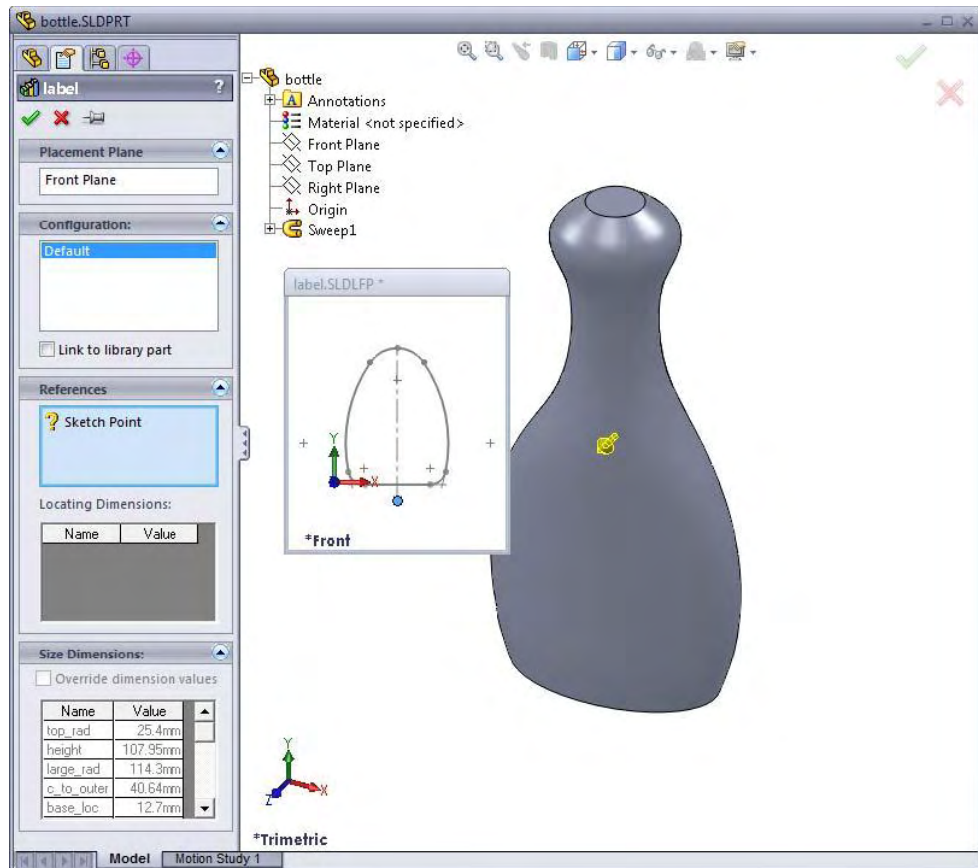 bottle.SLDPRT
label
?
Placement Plane
Front Plane
Configuration:
Default
Link to library part
References
? Sketch Point
Locating Dimensions:
Name Value
Size Dimensions:
Override dimension values
Name Value
top_rad 25.4mm
height 107.95mm
large_rad 114.3mm
c_to_outer 40.64mm
base_loc 12.7mm
bottle
A Annotations
Material <not specified>
Front Plane
Top Plane
Right Plane
Origin
Sweep1
label.SLDLFP *
Y
X
*Front
Y
X
Z
*Trimetric
Model Motion Study 1